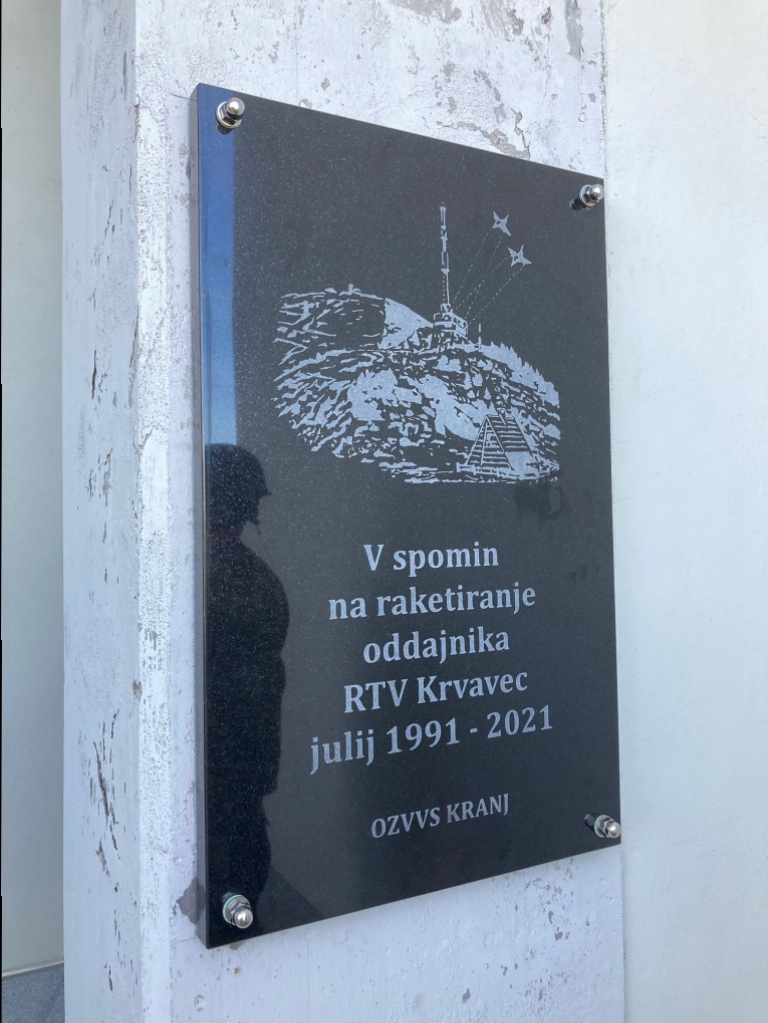 V spomin
na raketiranje
oddajnika
RTV Krvavec
julij 1991 - 2021
OZVVS KRANJ